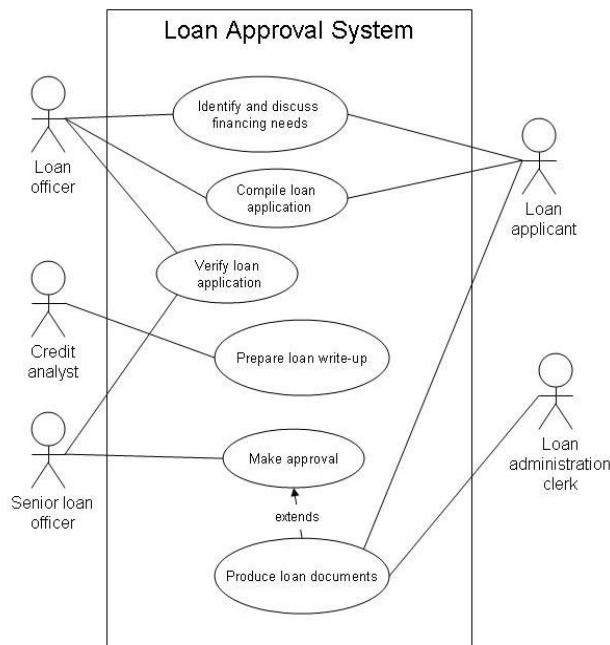 Loan Approval System
Identify and discuss
financing needs
Loan
officer
Compile loan
application
Loan
applicant
Verify loan
application
Credit
analyst
Prepare loan write-up
Loan
administration
clerk
Make approval
Senior loan
officer
extends
Produce loan documents